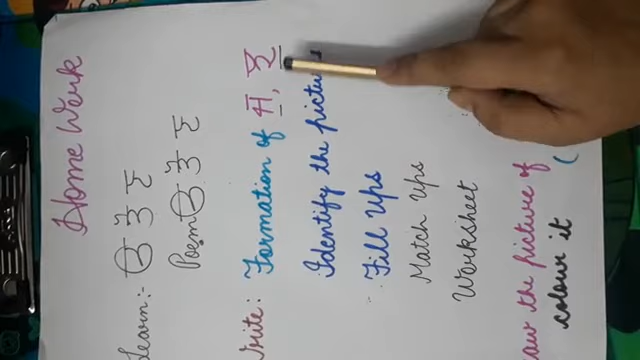 Home Work
Learn:- ੳ ਤੋਂ ੲ
Poem ੳ ਤੋਂ ੲ
Write: Formation of ਸ, ਹ
Identify the picture
Fill ups
Match ups
Worksheet
the picture of
colour it